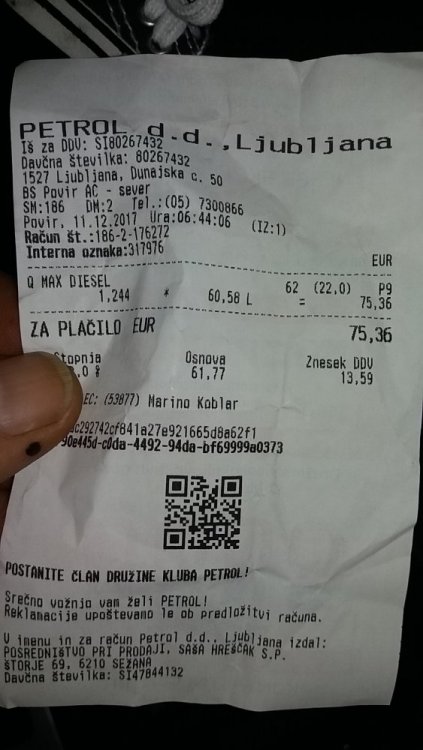 PETROL d.d.,Ljubljana
Iš za DDV: SI80267432
Davčna številka: 80267432
1527 Ljubljana, Dunajska c. 50
BS Povir AC - sever
SM:186 DM:2 Tel.:(05) 7300866
Povir, 11.12.2017 Ura:06:44:06 (IZ:1)
Račun št.:186-2-176272
Interna oznaka:317976
EUR
Q MAX DIESEL 62 (22,0) P9
1,244 * 60,58 L = 75,36
ZA PLAČILO EUR 75,36
Stopnja Osnova Znesek DDV
,0 % 61,77 13,59
EC: (53877) Marino Koblar
c292742cf841a27e921665d8a62f1
90e445d-c0da-4492-94da-bf69999a0373
POSTANITE ČLAN DRUŽINE KLUBA PETROL!
Srečno vožnjo vam želi PETROL!
Reklamacije upoštevamo le ob predložitvi računa.
V imenu in za račun Petrol d.d., Ljubljana izdal:
POSREDNIŠTVO PRI PRODAJI, SAŠA HREŠČAK S.P.
ŠTORJE 69, 6210 SEŽANA
Davčna številka: SI47844132